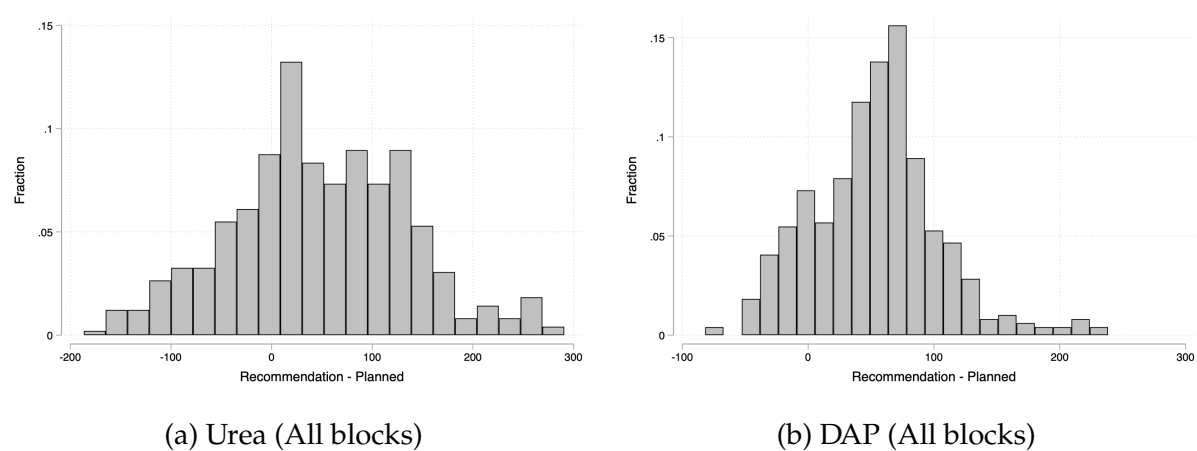 .15
.1
.05
0
Fraction
-200 -100 0 100 200 300
Recommendation - Planned
(a) Urea (All blocks)
.15
.1
.05
0
Fraction
-100 0 100 200 300
Recommendation - Planned
(b) DAP (All blocks)